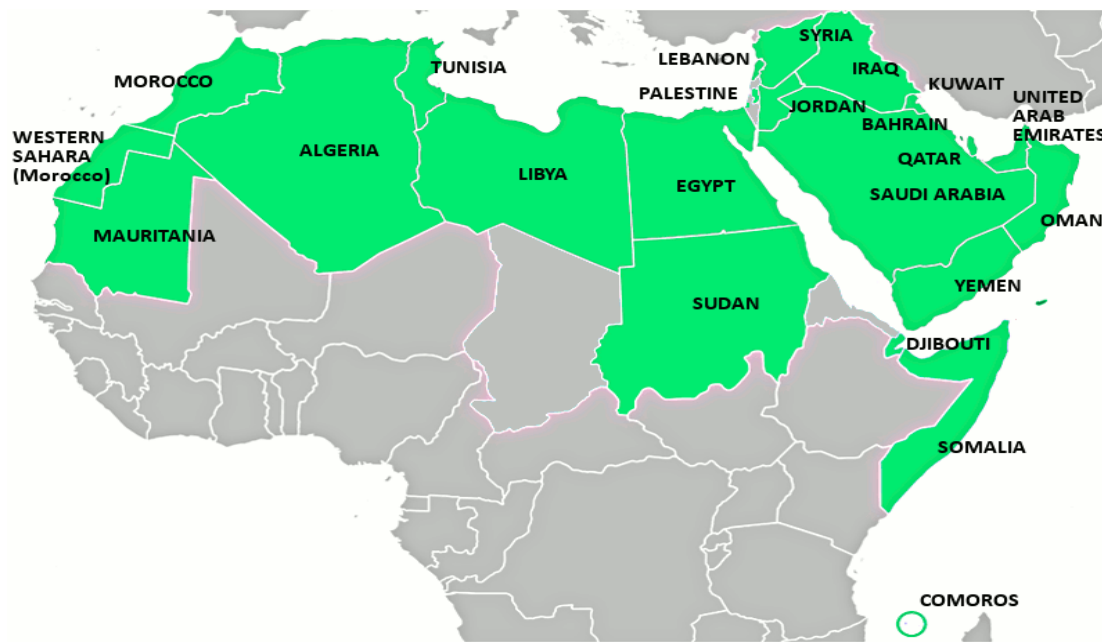 SYRIA
LEBANON
TUNISIA
IRAQ
MOROCCO
KUWAIT
PALESTINE
UNITED
ARAB
EMIRATES
JORDAN
BAHRAIN
WESTERN
SAHARA
(Morocco)
ALGERIA
QATAR
LIBYA
EGYPT
SAUDI ARABIA
OMAN
MAURITANIA
YEMEN
SUDAN
DJIBOUTI
SOMALIA
COMOROS